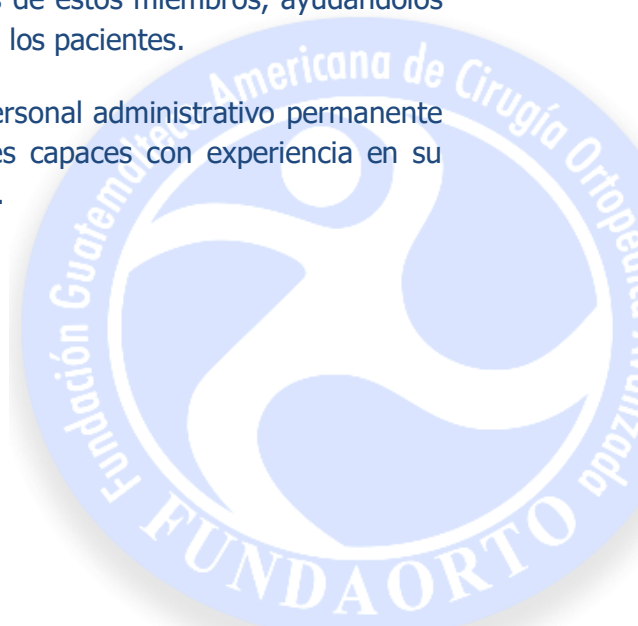 de estos miembros, ayudándolos
los pacientes.
ersonal administrativo permanente
es capaces con experiencia en su
.
Fundación Guatemalteco Americana de Cirugía Ortopédica Avanzada
FUNDAORTO